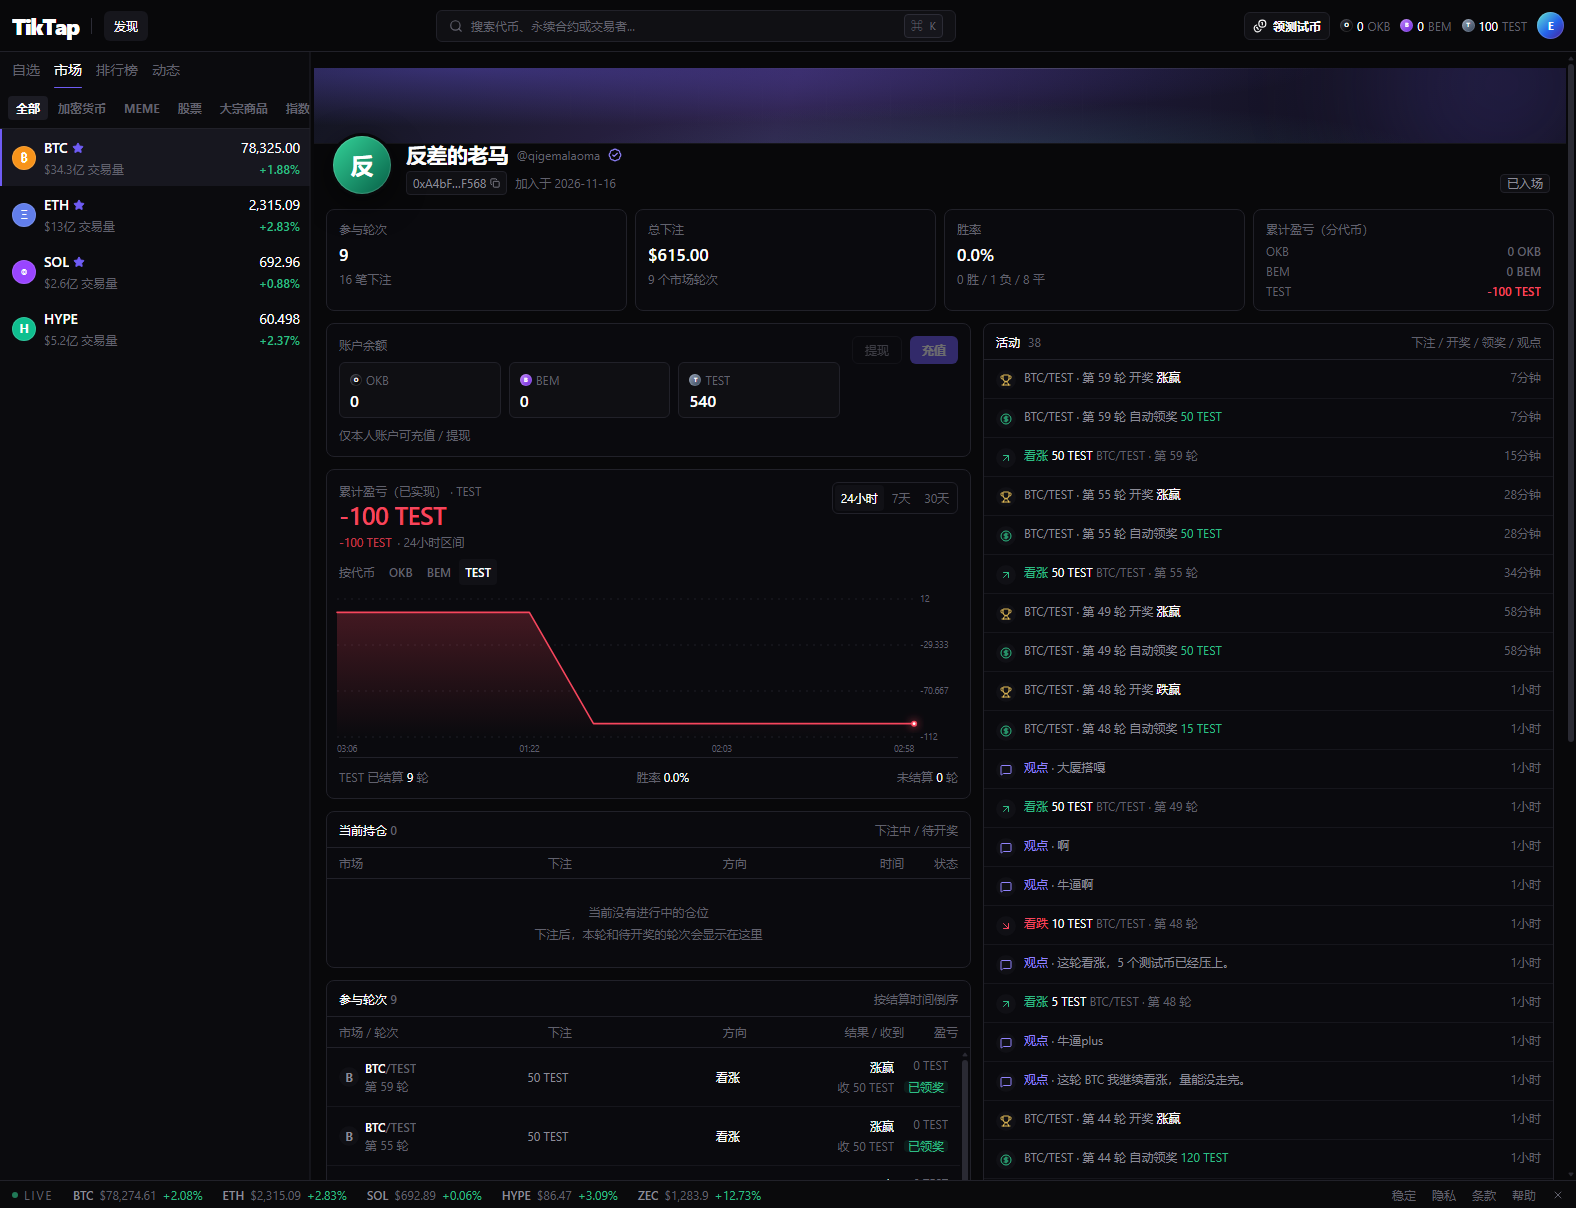 TikTap
发现
搜索代币、永续合约或交易者...
⌘ K
领测试币
0 OKB
0 BEM
100 TEST
E
自选 市场 排行榜 动态
全部 加密货币 MEME 股票 大宗商品 指数
BTC 78,325.00
$34.3亿 交易量 +1.88%
ETH 2,315.09
$13亿 交易量 +2.83%
SOL 692.96
$2.6亿 交易量 +0.88%
HYPE 60.498
$5.2亿 交易量 +2.37%
反
反差的老马 @qigemalaoma
0xA4bF...F568 加入于 2026-11-16
已入场
参与轮次
9
16 笔下注
总下注
$615.00
9 个市场轮次
胜率
0.0%
0 胜 / 1 负 / 8 平
累计盈亏（分代币）
OKB 0 OKB
BEM 0 BEM
TEST -100 TEST
账户余额
提现 充值
OKB
0
BEM
0
TEST
540
仅本人账户可充值 / 提现
累计盈亏（已实现） · TEST
-100 TEST
-100 TEST · 24小时区间
24小时 7天 30天
按代币 OKB BEM TEST
12
-29.333
-70.667
-112
03:06 01:22 02:03 02:58
TEST 已结算 9 轮 胜率 0.0% 未结算 0 轮
当前持仓 0 下注中 / 待开奖
市场 下注 方向 时间 状态
当前没有进行中的仓位
下注后，本轮和待开奖的轮次会显示在这里
参与轮次 9 按结算时间倒序
市场 / 轮次 下注 方向 结果 / 收到 盈亏
B BTC/TEST 第 59 轮 50 TEST 看涨 涨赢 收 50 TEST 0 TEST 已领奖
B BTC/TEST 第 55 轮 50 TEST 看涨 涨赢 收 50 TEST 0 TEST 已领奖
活动 38 下注 / 开奖 / 领奖 / 观点
BTC/TEST · 第 59 轮 开奖 涨赢 7分钟
BTC/TEST · 第 59 轮 自动领奖 50 TEST 7分钟
看涨 50 TEST BTC/TEST · 第 59 轮 15分钟
BTC/TEST · 第 55 轮 开奖 涨赢 28分钟
BTC/TEST · 第 55 轮 自动领奖 50 TEST 28分钟
看涨 50 TEST BTC/TEST · 第 55 轮 34分钟
BTC/TEST · 第 49 轮 开奖 涨赢 58分钟
BTC/TEST · 第 49 轮 自动领奖 50 TEST 58分钟
BTC/TEST · 第 48 轮 开奖 跌赢 1小时
BTC/TEST · 第 48 轮 自动领奖 15 TEST 1小时
观点 · 大厦搭嘎 1小时
看涨 50 TEST BTC/TEST · 第 49 轮 1小时
观点 · 啊 1小时
观点 · 牛逼啊 1小时
看跌 10 TEST BTC/TEST · 第 48 轮 1小时
观点 · 这轮看涨，5 个测试币已经压上。 1小时
看涨 5 TEST BTC/TEST · 第 48 轮 1小时
观点 · 牛逼plus 1小时
观点 · 这轮 BTC 我继续看涨，量能没走完。 1小时
BTC/TEST · 第 44 轮 开奖 涨赢 1小时
BTC/TEST · 第 44 轮 自动领奖 120 TEST 1小时
LIVE BTC $78,274.61 +2.08% ETH $2,315.09 +2.83% SOL $692.89 +0.06% HYPE $86.47 +3.09% ZEC $1,283.9 +12.73%
稳定 隐私 条款 帮助 ×